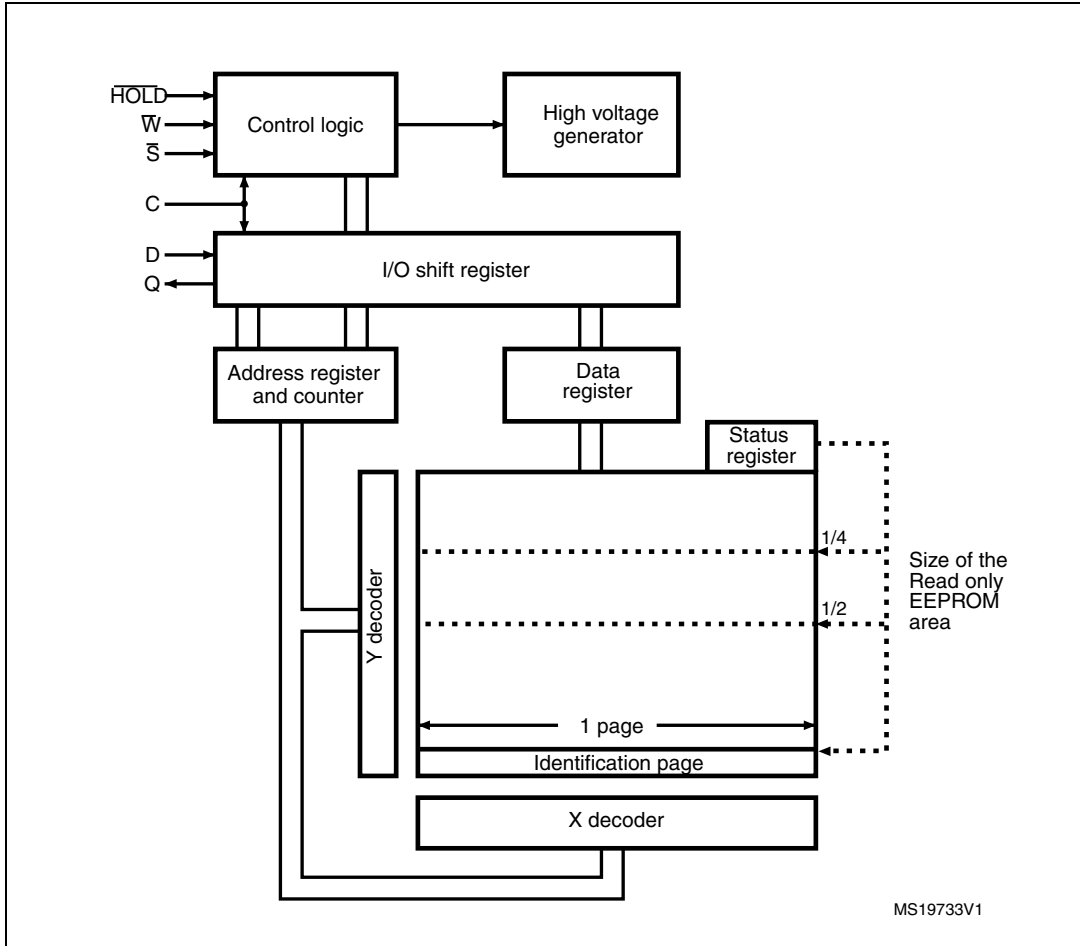 H̅O̅L̅D̅
W̅
S̅
C
D
Q
Control logic
High voltage
generator
I/O shift register
Address register
and counter
Data
register
Status
register
Y decoder
1/4
1/2
Size of the
Read only
EEPROM
area
1 page
Identification page
X decoder
MS19733V1